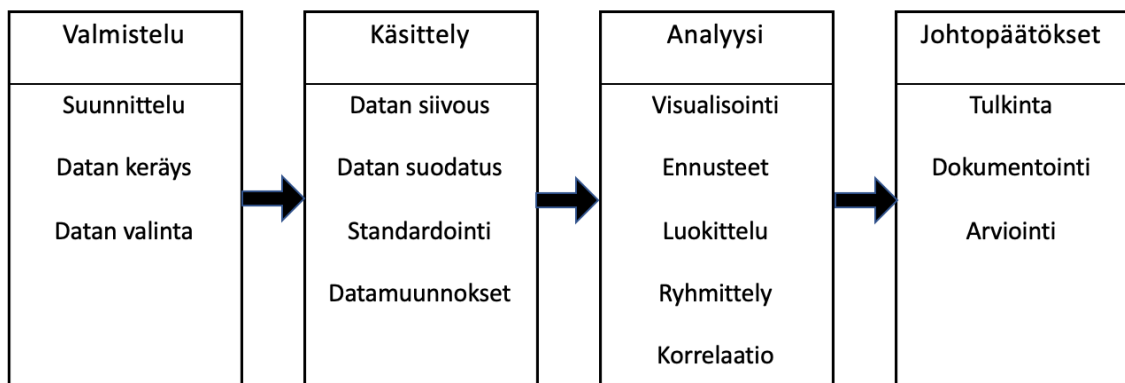 Valmistelu
Suunnittelu
Datan keräys
Datan valinta
Käsittely
Datan siivous
Datan suodatus
Standardointi
Datamuunnokset
Analyysi
Visualisointi
Ennusteet
Luokittelu
Ryhmittely
Korrelaatio
Johtopäätökset
Tulkinta
Dokumentointi
Arviointi